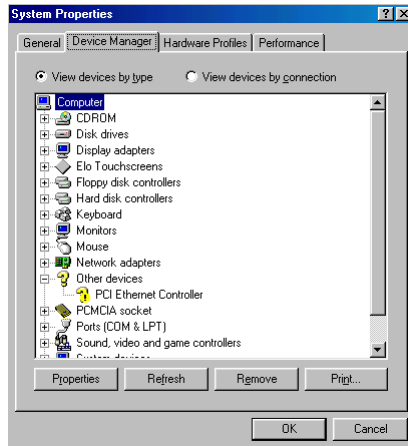 System Properties
General Device Manager Hardware Profiles Performance
View devices by type View devices by connection
Computer
CDROM
Disk drives
Display adapters
Elo Touchscreens
Floppy disk controllers
Hard disk controllers
Keyboard
Monitors
Mouse
Network adapters
Other devices
PCI Ethernet Controller
PCMCIA socket
Ports (COM & LPT)
Sound, video and game controllers
System devices
Properties Refresh Remove Print...
OK Cancel